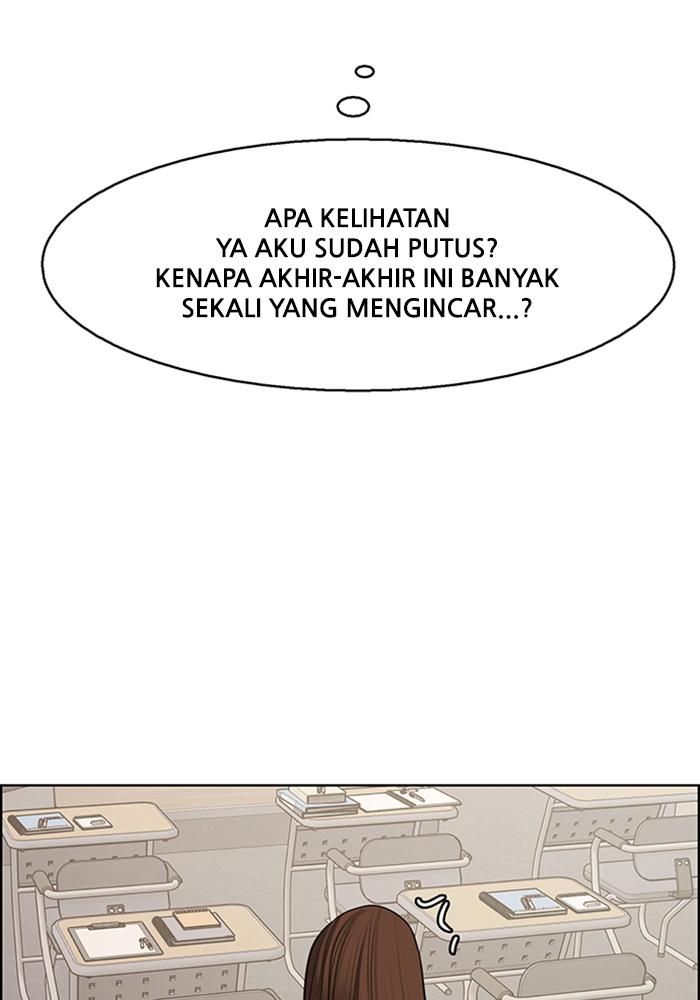 APA KELIHATAN
YA AKU SUDAH PUTUS?
KENAPA AKHIR-AKHIR INI BANYAK
SEKALI YANG MENGINCAR...?